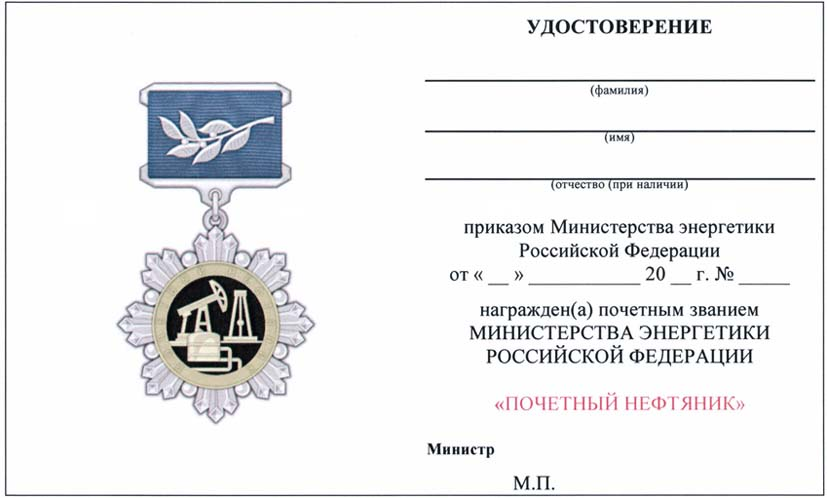 УДОСТОВЕРЕНИЕ
(фамилия)
(имя)
(отчество (при наличии)
приказом Министерства энергетики
Российской Федерации
от « __ » ___________ 20 __ г. № _____
награжден(а) почетным званием
МИНИСТЕРСТВА ЭНЕРГЕТИКИ
РОССИЙСКОЙ ФЕДЕРАЦИИ
«ПОЧЕТНЫЙ НЕФТЯНИК»
Министр
М.П.